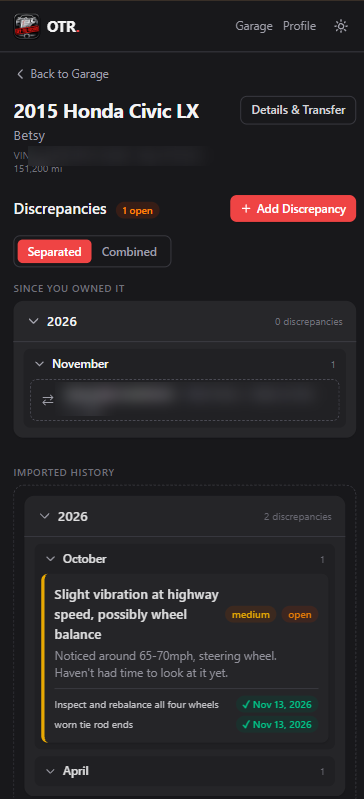 OTR.
Garage Profile
Back to Garage
2015 Honda Civic LX
Details & Transfer
Betsy
VIN
151,200 mi
Discrepancies 1 open
+ Add Discrepancy
Separated Combined
SINCE YOU OWNED IT
2026 0 discrepancies
November 1
IMPORTED HISTORY
2026 2 discrepancies
October 1
Slight vibration at highway
speed, possibly wheel
balance
medium open
Noticed around 65-70mph, steering wheel.
Haven't had time to look at it yet.
Inspect and rebalance all four wheels ✓ Nov 13, 2026
worn tie rod ends ✓ Nov 13, 2026
April 1